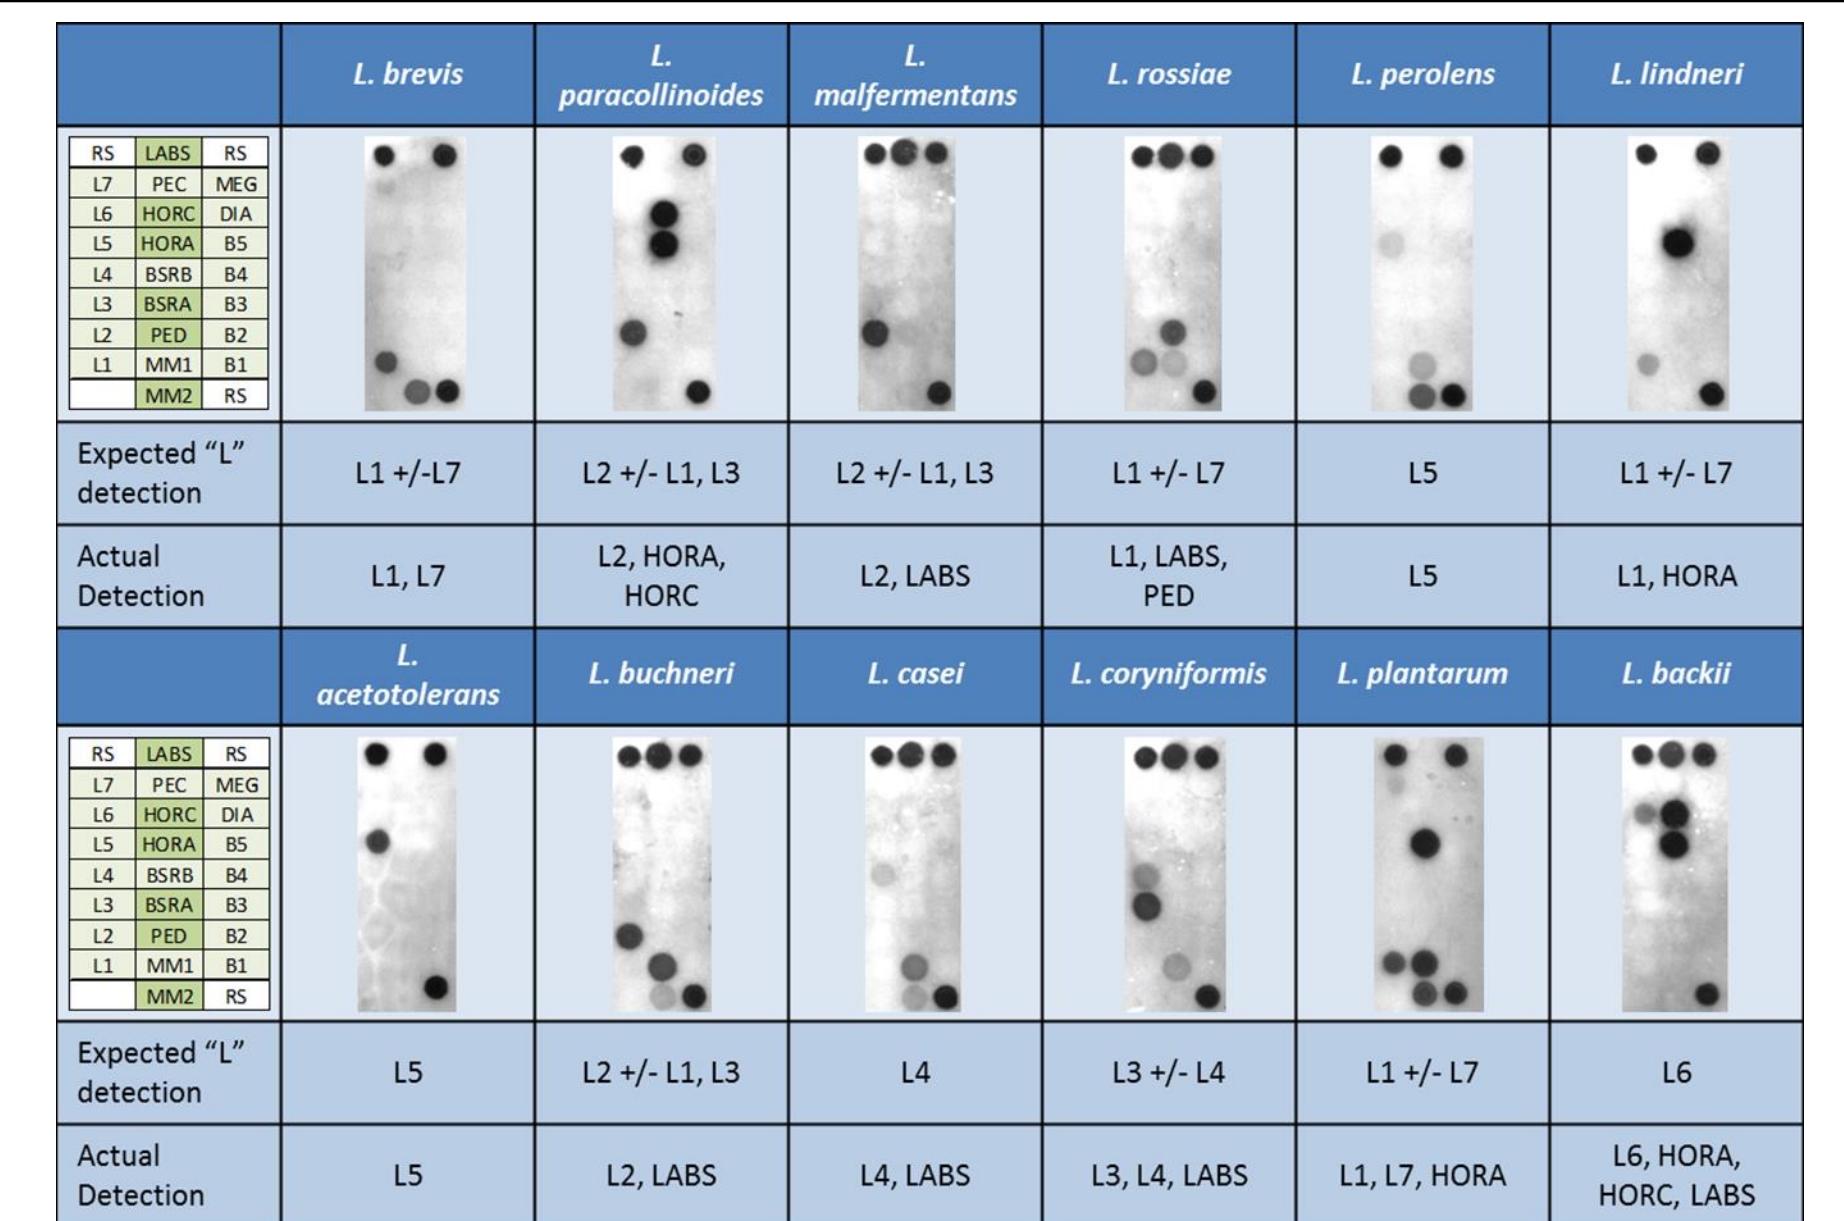 L. brevis
L.
paracollinoides
L.
malfermentans
L. rossiae
L. perolens
L. lindneri
RS LABS RS
L7 PEC MEG
L6 HORC DIA
L5 HORA B5
L4 BSRB B4
L3 BSRA B3
L2 PED B2
L1 MM1 B1
MM2 RS
Expected “L”
detection
L1 +/-L7
L2 +/- L1, L3
L2 +/- L1, L3
L1 +/- L7
L5
L1 +/- L7
Actual
Detection
L1, L7
L2, HORA,
HORC
L2, LABS
L1, LABS,
PED
L5
L1, HORA
L.
acetotolerans
L. buchneri
L. casei
L. coryniformis
L. plantarum
L. backii
RS LABS RS
L7 PEC MEG
L6 HORC DIA
L5 HORA B5
L4 BSRB B4
L3 BSRA B3
L2 PED B2
L1 MM1 B1
MM2 RS
Expected “L”
detection
L5
L2 +/- L1, L3
L4
L3 +/- L4
L1 +/- L7
L6
Actual
Detection
L5
L2, LABS
L4, LABS
L3, L4, LABS
L1, L7, HORA
L6, HORA,
HORC, LABS